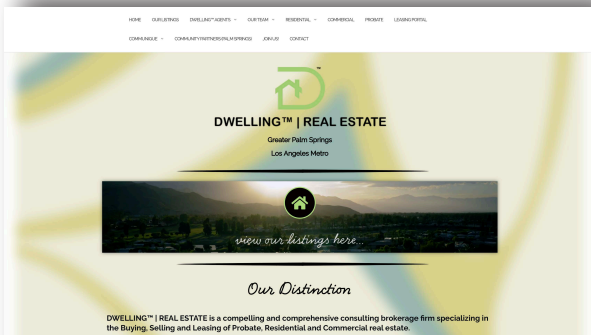 HOME OUR LISTINGS DWELLING™ AGENTS OUR TEAM RESIDENTIAL COMMERCIAL PROBATE LEASING PORTAL
COMMUNIQUE COMMUNITY PARTNERS (PALM SPRINGS) JOIN US! CONTACT
™
DWELLING™ | REAL ESTATE
Greater Palm Springs
Los Angeles Metro
view our listings here...
Our Distinction
DWELLING™ | REAL ESTATE is a compelling and comprehensive consulting brokerage firm specializing in
the Buying, Selling and Leasing of Probate, Residential and Commercial real estate.